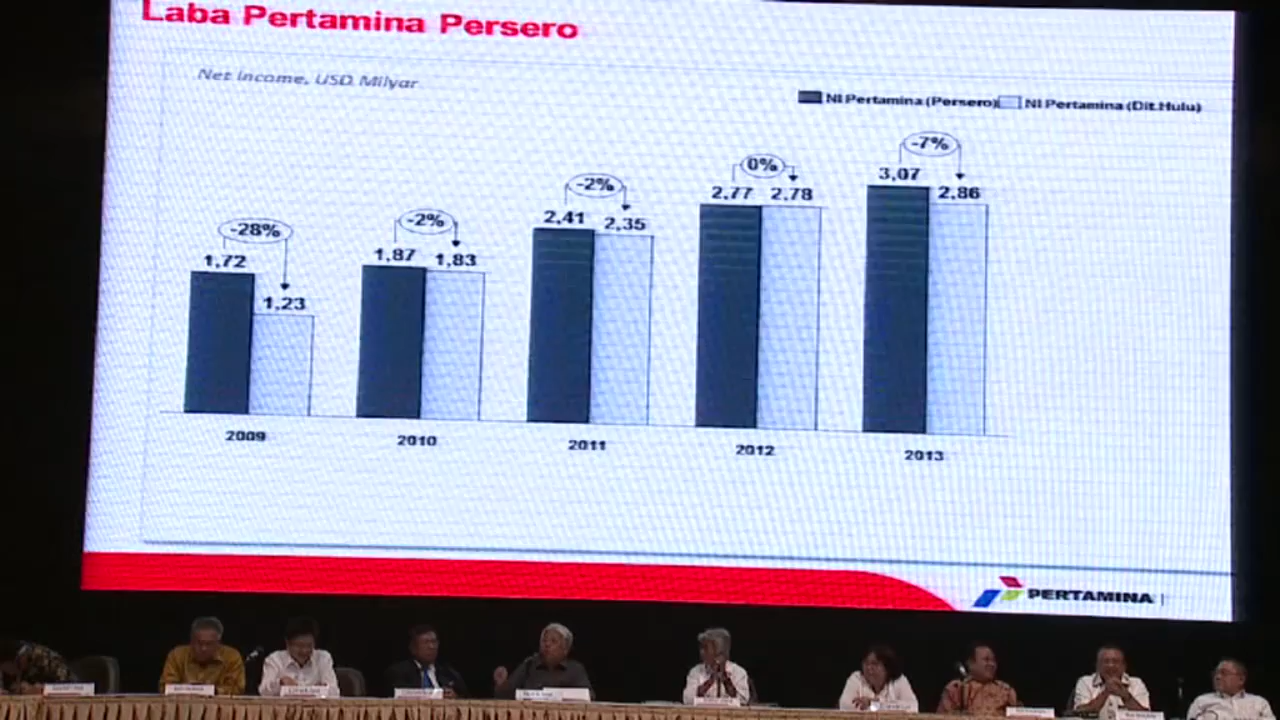 Laba Pertamina Persero
Net income, USD Milyar
NI Pertamina (Persero) NI Pertamina (Dit.Hulu)
-28% -2% -2% 0% -7%
1,72 1,23 1,87 1,83 2,41 2,35 2,77 2,78 3,07 2,86
2009 2010 2011 2012 2013
PERTAMINA